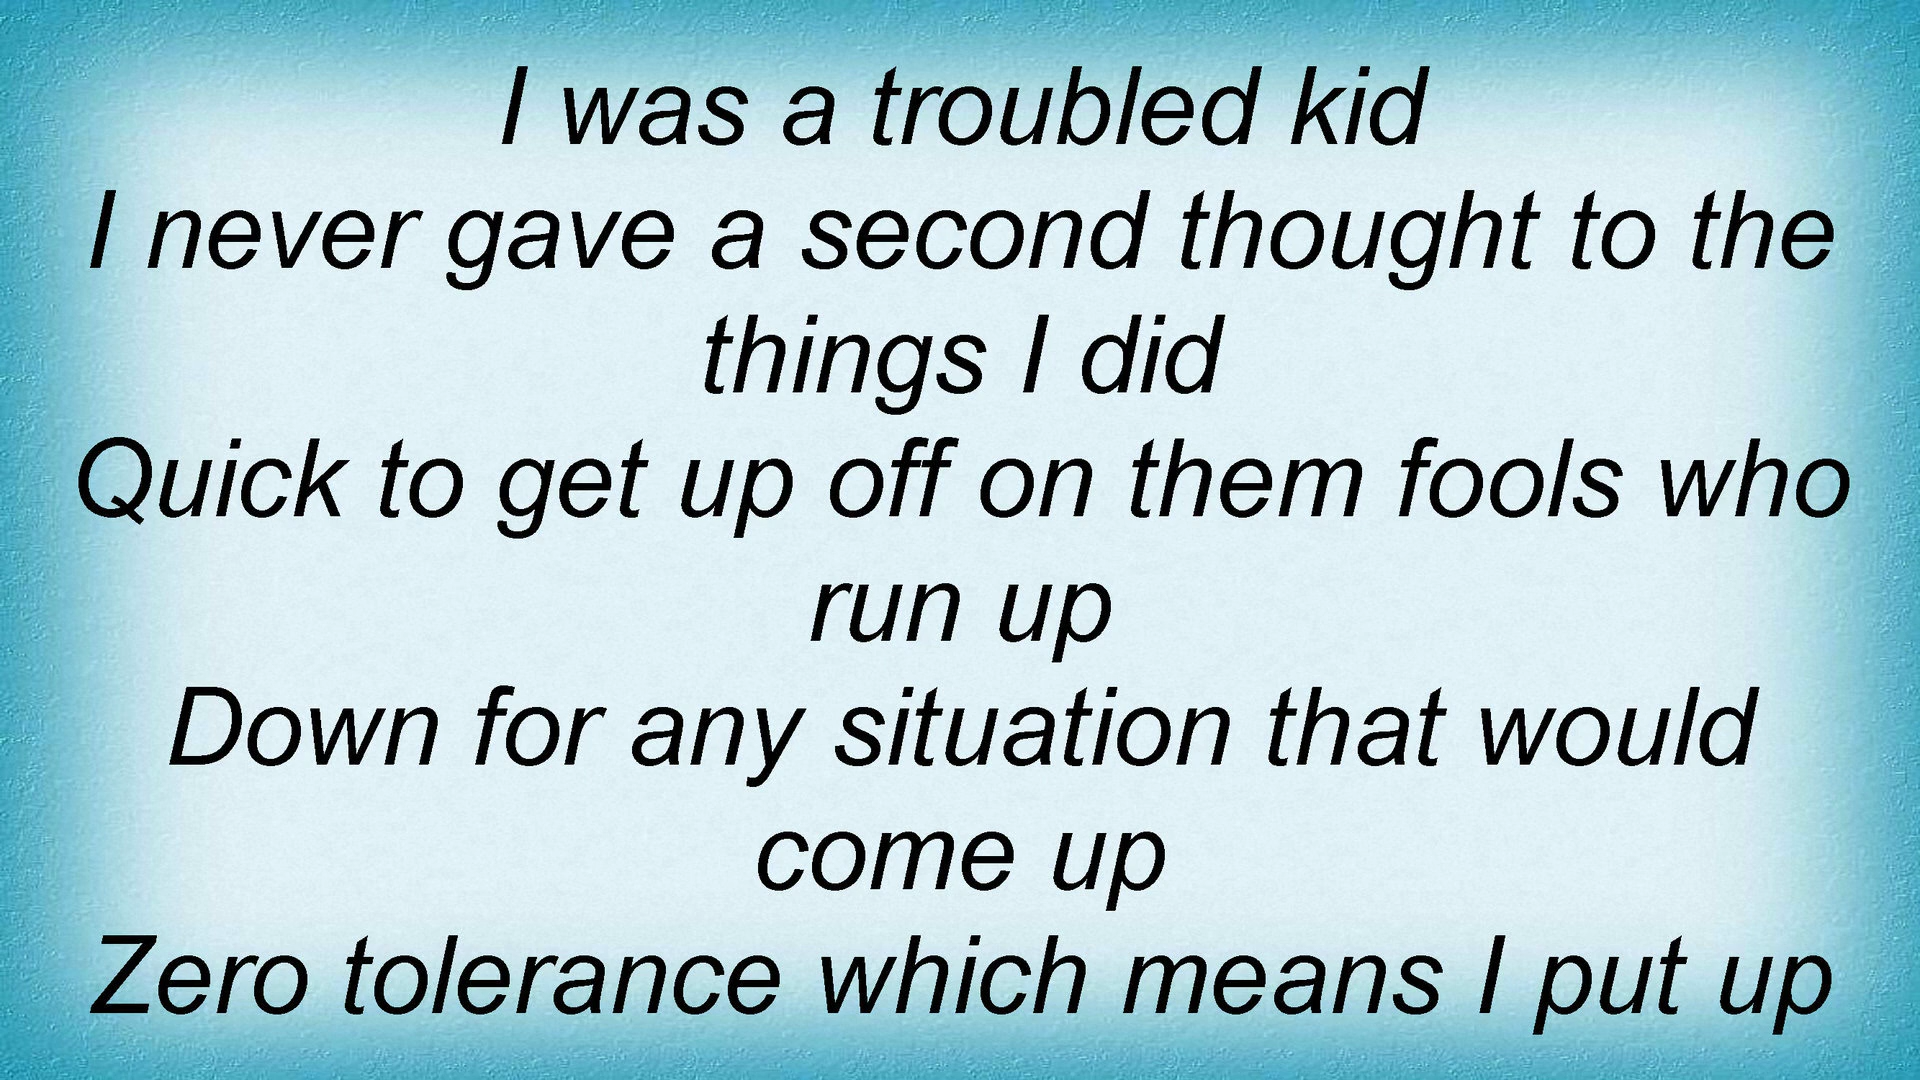 I was a troubled kid
I never gave a second thought to the
things I did
Quick to get up off on them fools who
run up
Down for any situation that would
come up
Zero tolerance which means I put up